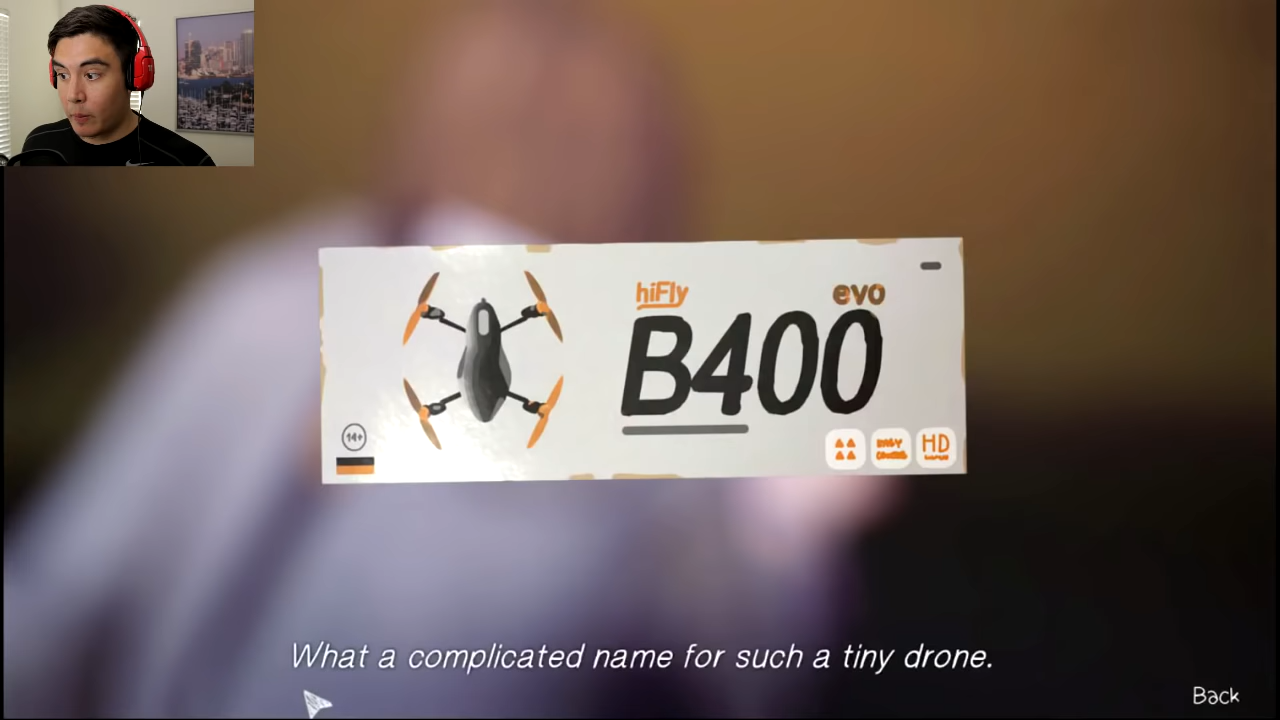 hiFly
evo
B400
14+
HD
What a complicated name for such a tiny drone.
Back